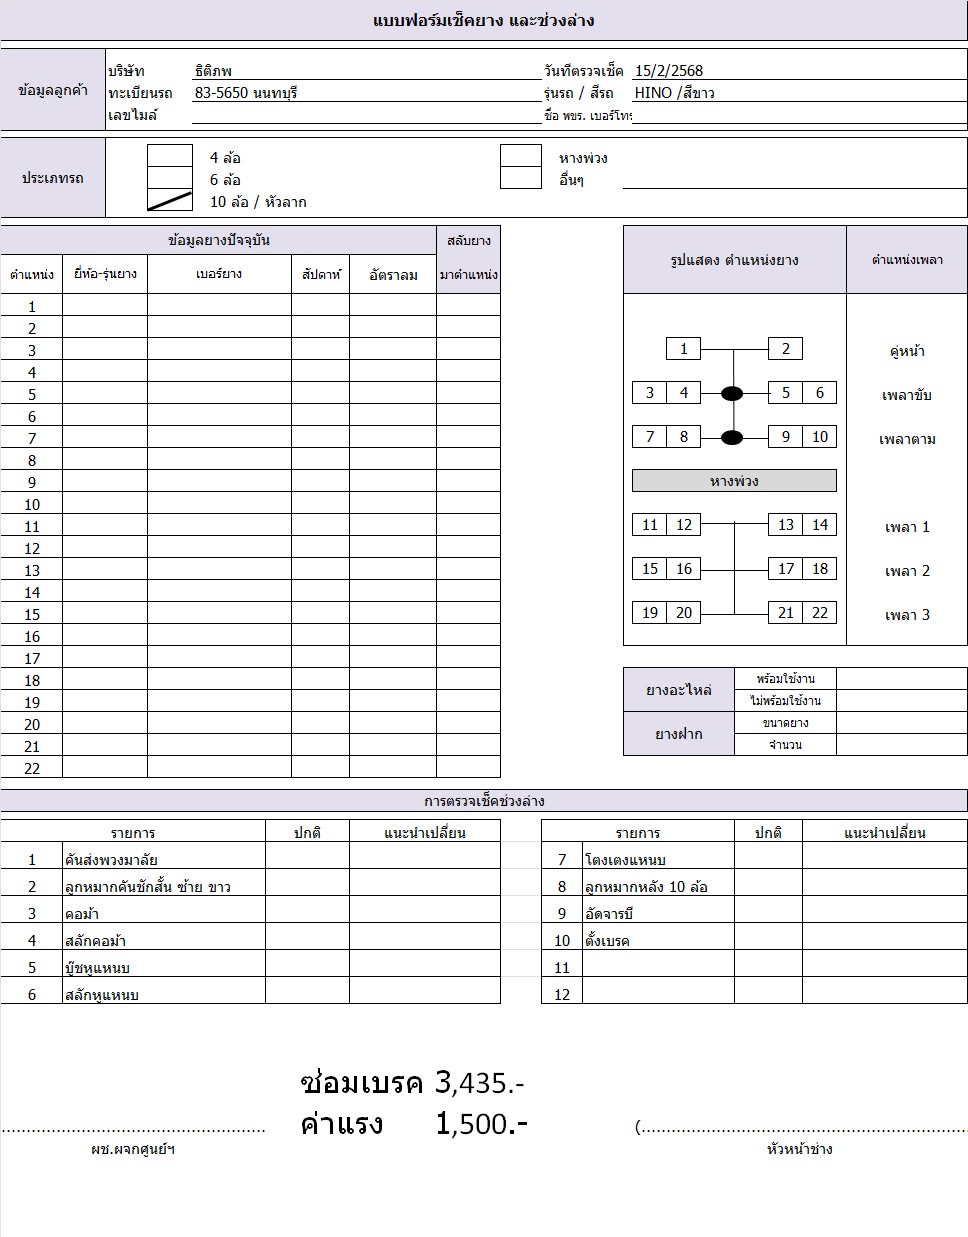 แบบฟอร์มเช็คยาง และช่วงล่าง
ข้อมูลลูกค้า
บริษัท ธิติภพ วันที่ตรวจเช็ค 15/2/2568
ทะเบียนรถ 83-5650 นนทบุรี รุ่นรถ / สีรถ HINO /สีขาว
เลขไมล์ ชื่อ พขร. เบอร์โทร
ประเภทรถ
4 ล้อ หางพ่วง
6 ล้อ อื่นๆ
10 ล้อ / หัวลาก
ข้อมูลยางปัจจุบัน สลับยาง
ตำแหน่ง ยี่ห้อ-รุ่นยาง เบอร์ยาง สัปดาห์ อัตราลม มาตำแหน่ง
1
2
3
4
5
6
7
8
9
10
11
12
13
14
15
16
17
18
19
20
21
22
รูปแสดง ตำแหน่งยาง ตำแหน่งเพลา
1 2 คู่หน้า
3 4 5 6 เพลาขับ
7 8 9 10 เพลาตาม
หางพ่วง
11 12 13 14 เพลา 1
15 16 17 18 เพลา 2
19 20 21 22 เพลา 3
ยางอะไหล่ พร้อมใช้งาน
ไม่พร้อมใช้งาน
ยางฝาก ขนาดยาง
จำนวน
การตรวจเช็คช่วงล่าง
รายการ ปกติ แนะนำเปลี่ยน รายการ ปกติ แนะนำเปลี่ยน
1 คันส่งพวงมาลัย 7 โตงเตงแหนบ
2 ลูกหมากคันชักสั้น ซ้าย ขาว 8 ลูกหมากหลัง 10 ล้อ
3 คอม้า 9 อัดจารบี
4 สลักคอม้า 10 ตั้งเบรค
5 บู๊ชหูแหนบ 11
6 สลักหูแหนบ 12
ซ่อมเบรค 3,435.-
ค่าแรง 1,500.-
(
ผช.ผจกศูนย์ฯ หัวหน้าช่าง